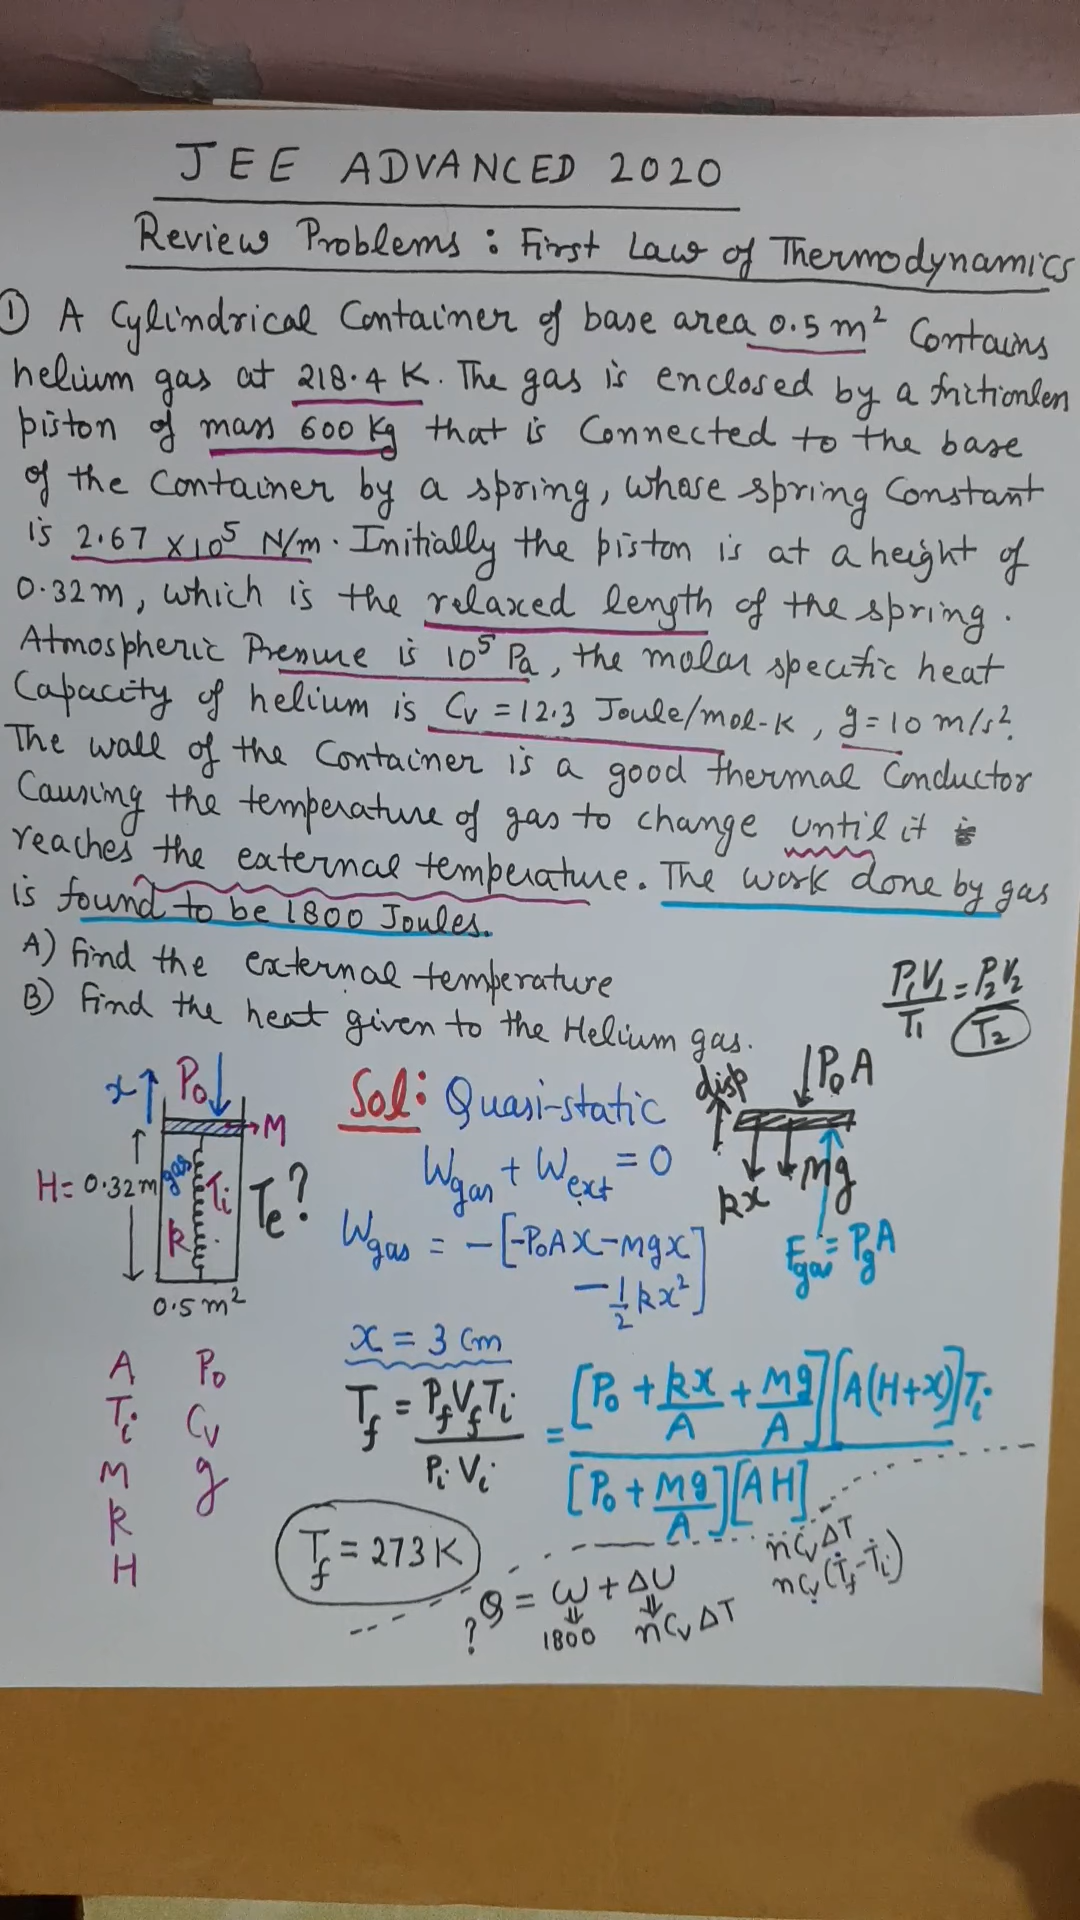 JEE ADVANCED 2020
Review Problems : First Law of Thermodynamics
① A Cylindrical Container of base area 0.5 m² Contains
helium gas at 218.4 K. The gas is enclosed by a frictionless
piston of mass 600 Kg that is Connected to the base
of the Container by a spring, whose spring Constant
is 2.67 × 10⁵ N/m. Initially the piston is at a height of
0.32m, which is the relaxed length of the spring.
Atmospheric Pressure is 10⁵ Pa, the molar specific heat
Capacity of helium is Cv = 12.3 Joule/mol-K, g = 10 m/s².
The wall of the Container is a good thermal Conductor
Causing the temperature of gas to change until it
reaches the external temperature. The work done by gas
is found to be 1800 Joules.
A) Find the external temperature
B) Find the heat given to the Helium gas.
P₁V₁/T₁ = P₂V₂/T₂
x P₀
M
H = 0.32m
gas
Ti
k
Te?
0.5 m²
Sol: Quasi-static
Wgas + Wext = 0
Wgas = -[-P₀Ax - Mgx
- 1/2 kx²]
disp
P₀A
kx
Mg
Fgas = PgA
x = 3 cm
Tf = PfVfTi / PiVi = [P₀ + kx/A + Mg/A][A(H+x)]Ti / [P₀ + Mg/A][AH]
A P₀
Ti Cv
M g
k
H
Tf = 273 K
Q = W + ΔU
?
1800
nCvΔT
nCvΔT
nCv(Tf - Ti)